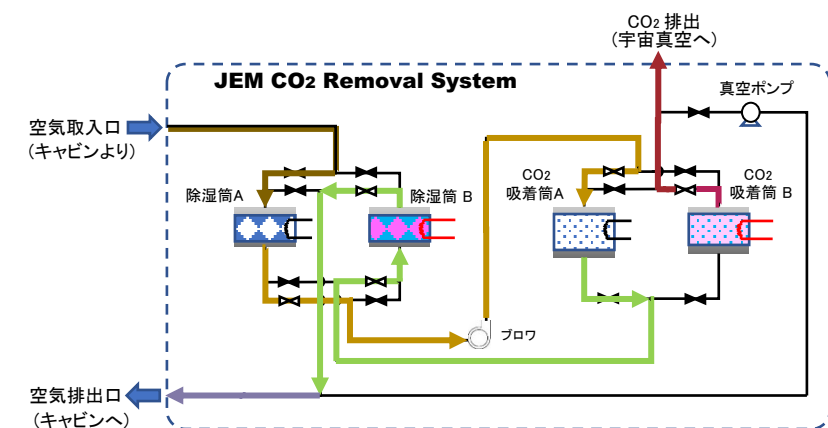 CO2 排出
(宇宙真空へ)
JEM CO2 Removal System
真空ポンプ
空気取入口
(キャビンより)
除湿筒A
除湿筒 B
CO2
吸着筒A
CO2
吸着筒 B
ブロワ
空気排出口
(キャビンへ)